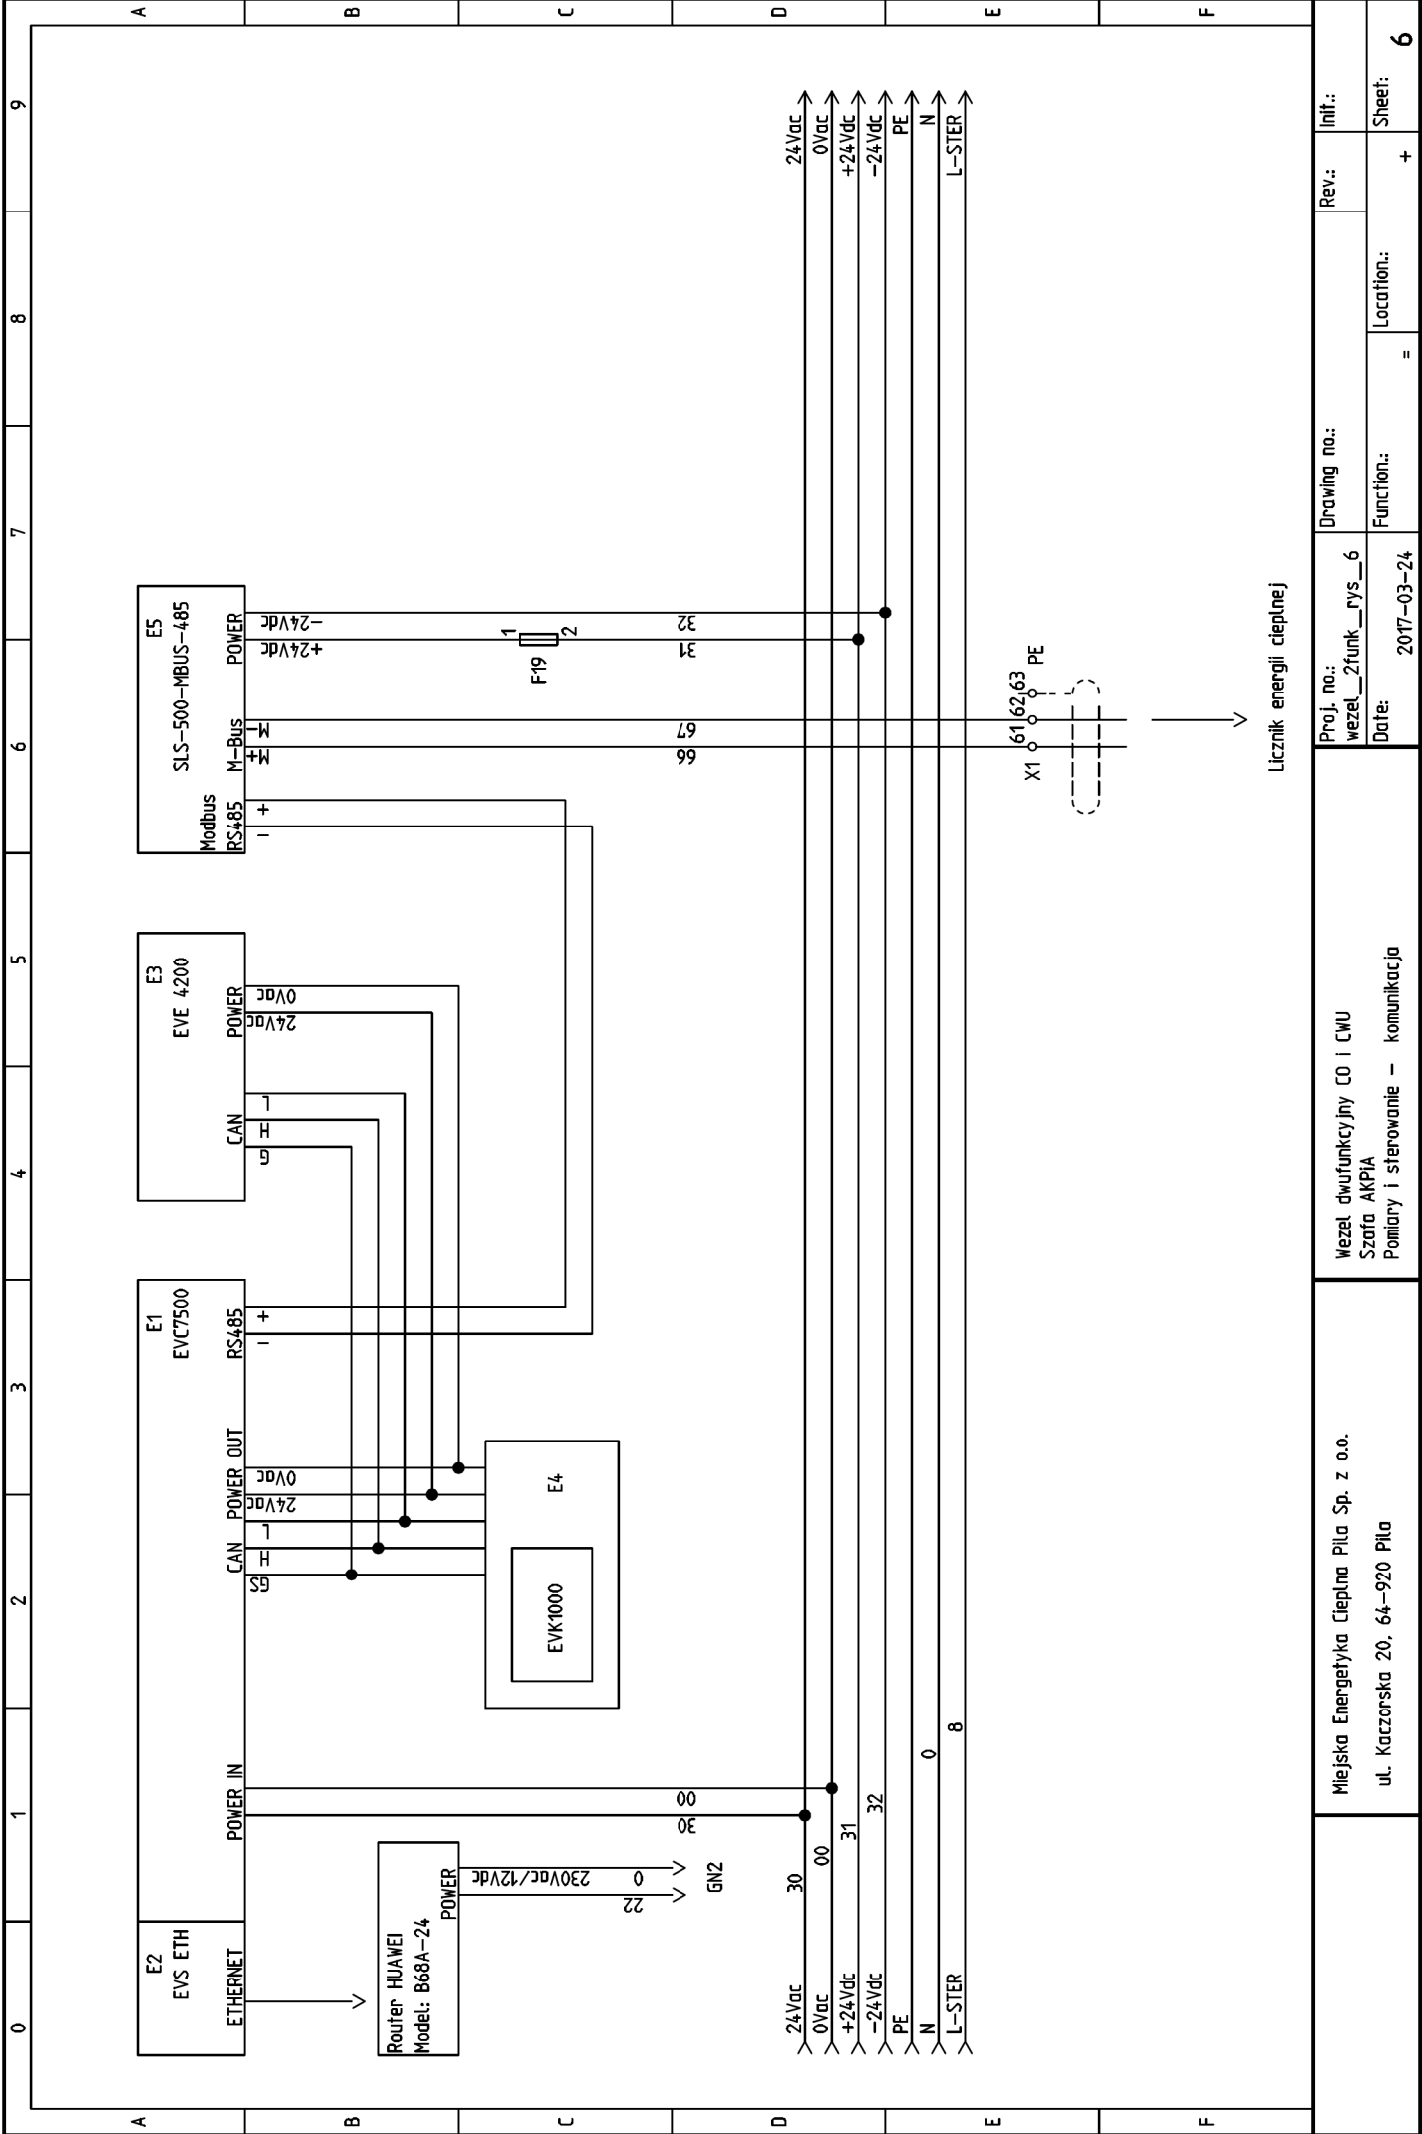 0 1 2 3 4 5 6 7 8 9
A
B
C
D
E
F
A
B
C
D
E
F
E2
EVS ETH
ETHERNET
Router HUAWEI
Model: B68A-24
POWER
230Vac/12Vdc
22
0
GN2
E1
EVC7500
POWER IN
30
00
CAN
GS
H
L
POWER OUT
24Vac
0Vac
RS485
-
+
E4
EVK1000
E3
EVE 4200
CAN
G
H
L
POWER
24Vac
0Vac
E5
SLS-500-MBUS-485
Modbus
RS485
-
+
M-Bus
M+
M-
POWER
+24Vdc
-24Vdc
F19
1
2
66
67
31
32
24Vac 30 24Vac
0Vac 00 0Vac
+24Vdc 31 +24Vdc
-24Vdc 32 -24Vdc
PE PE
N 0 N
L-STER 8 L-STER
X1
61
62
63
PE
Licznik energii cieplnej
Miejska Energetyka Cieplna Pila Sp. z o.o.
ul. Kaczorska 20, 64-920 Pila
Wezel dwufunkcyjny CO i CWU
Szafa AKPiA
Pomiary i sterowanie - komunikacja
Proj. no.:
wezel_2funk_rys_6
Date:
2017-03-24
Drawing no.:
Function.:
=
Rev.:
Location.:
+
Init.:
Sheet:
6